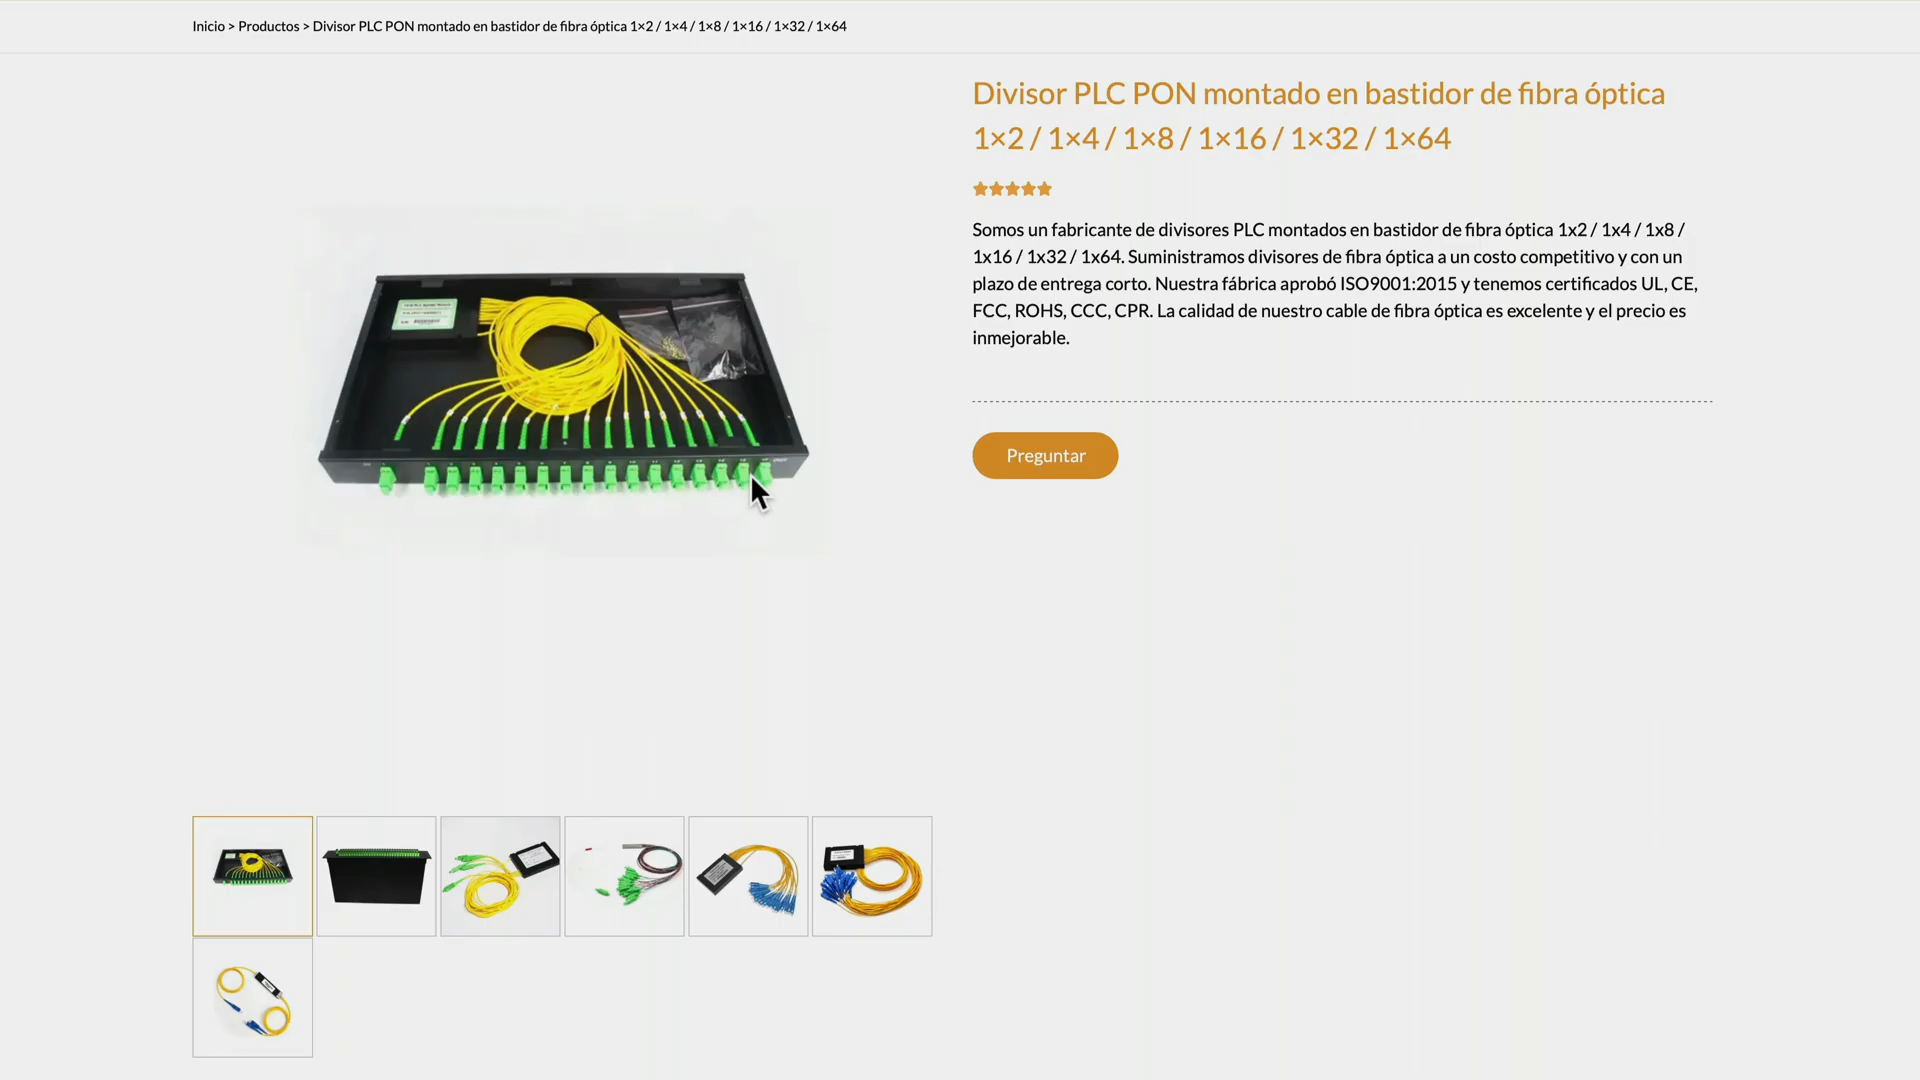 Inicio > Productos > Divisor PLC PON montado en bastidor de fibra óptica 1×2 / 1×4 / 1×8 / 1×16 / 1×32 / 1×64
Divisor PLC PON montado en bastidor de fibra óptica
1×2 / 1×4 / 1×8 / 1×16 / 1×32 / 1×64
Somos un fabricante de divisores PLC montados en bastidor de fibra óptica 1x2 / 1x4 / 1x8 /
1x16 / 1x32 / 1x64. Suministramos divisores de fibra óptica a un costo competitivo y con un
plazo de entrega corto. Nuestra fábrica aprobó ISO9001:2015 y tenemos certificados UL, CE,
FCC, ROHS, CCC, CPR. La calidad de nuestro cable de fibra óptica es excelente y el precio es
inmejorable.
Preguntar